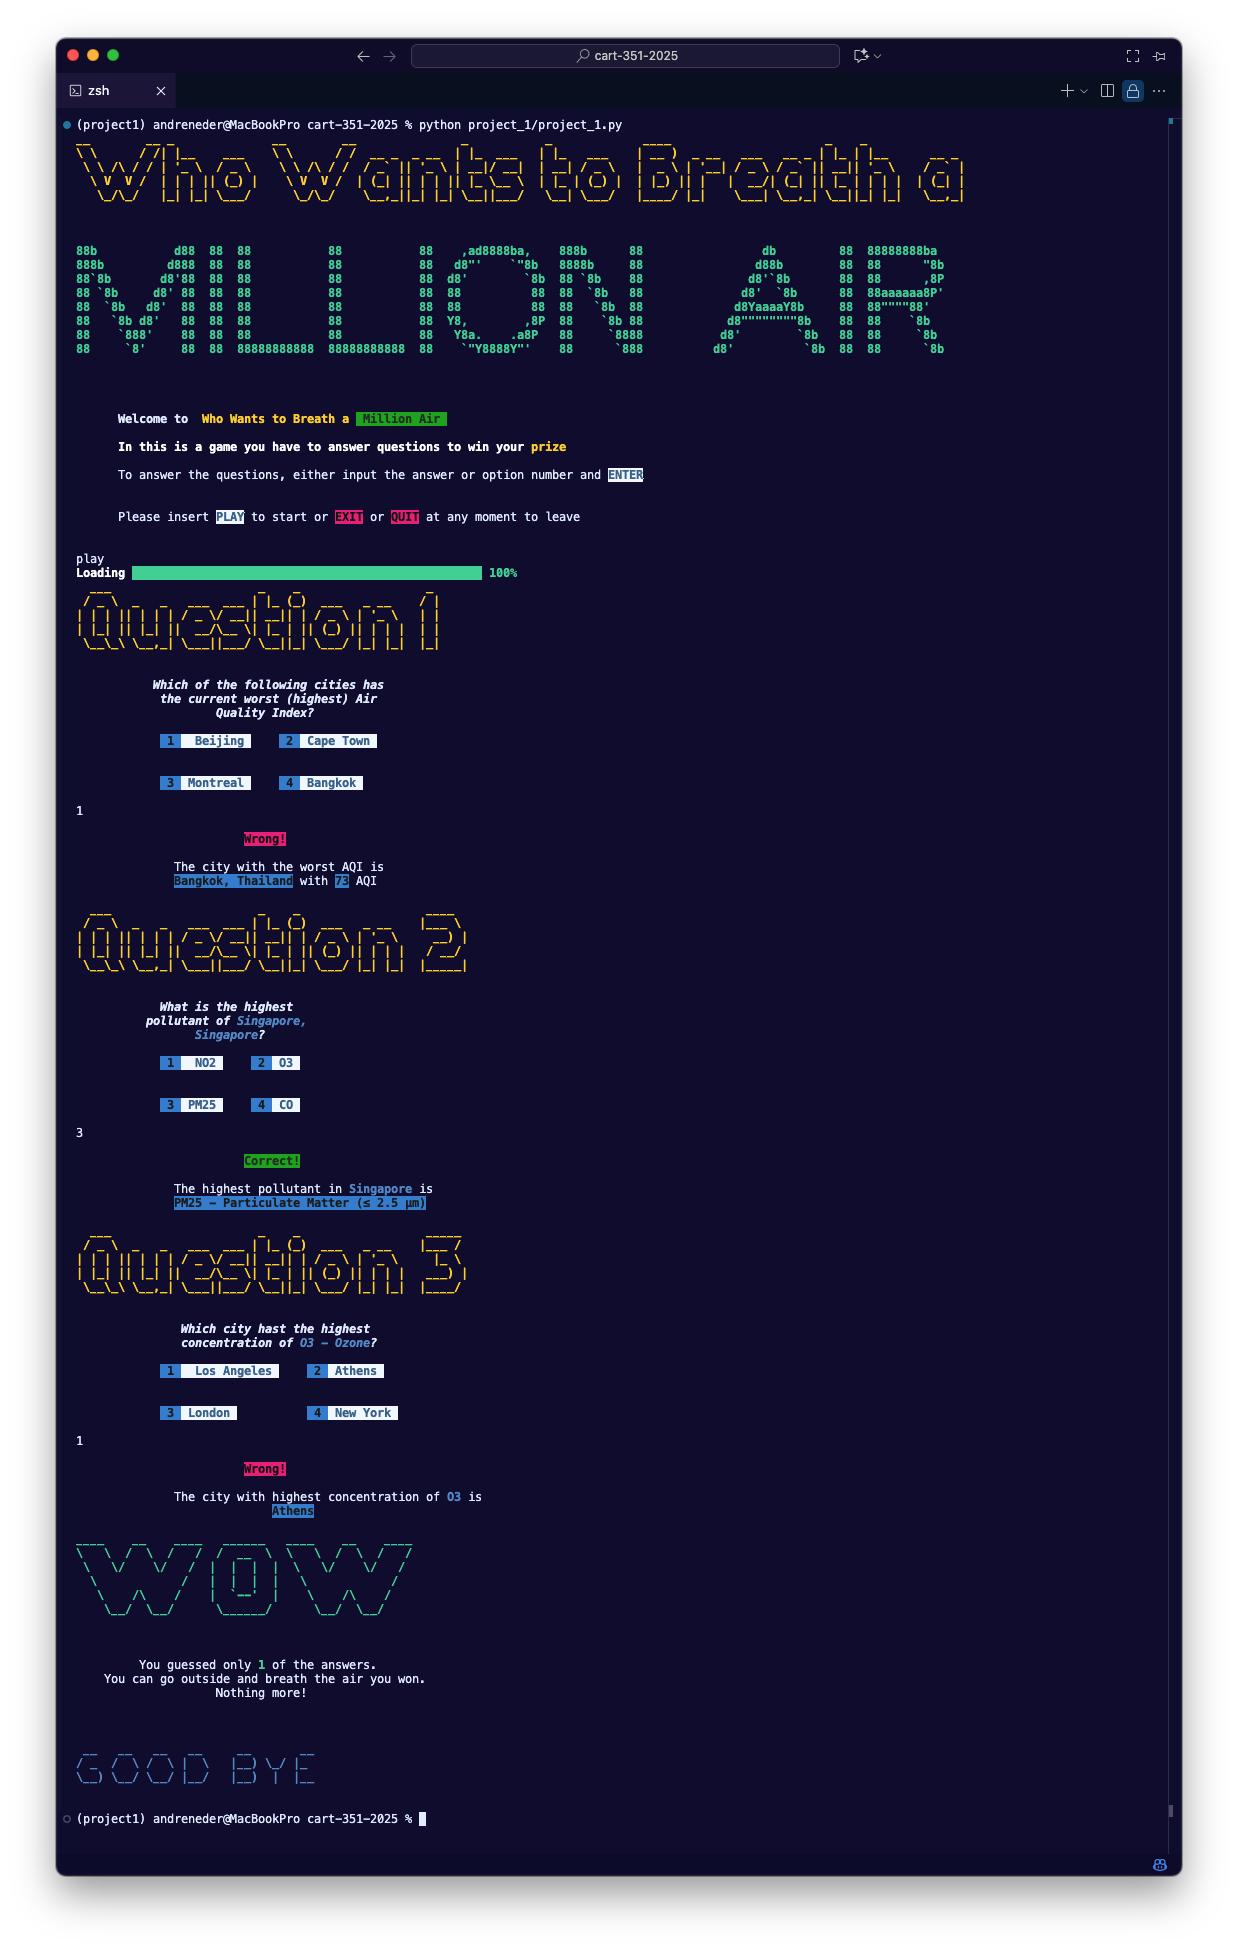 cart-351-2025
zsh
(project1) andreneder@MacBookPro cart-351-2025 % python project_1/project_1.py
Who Wants to Breath a
MILLION AIR
Welcome to Who Wants to Breath a Million Air
In this is a game you have to answer questions to win your prize
To answer the questions, either input the answer or option number and ENTER
Please insert PLAY to start or EXIT or QUIT at any moment to leave
play
Loading 100%
Question 1
Which of the following cities has
the current worst (highest) Air
Quality Index?
1 Beijing 2 Cape Town
3 Montreal 4 Bangkok
1
Wrong!
The city with the worst AQI is
Bangkok, Thailand with 73 AQI
Question 2
What is the highest
pollutant of Singapore,
Singapore?
1 NO2 2 O3
3 PM25 4 CO
3
Correct!
The highest pollutant in Singapore is
PM25 – Particulate Matter (≤ 2.5 µm)
Question 3
Which city hast the highest
concentration of O3 – Ozone?
1 Los Angeles 2 Athens
3 London 4 New York
1
Wrong!
The city with highest concentration of O3 is
Athens
WOW
You guessed only 1 of the answers.
You can go outside and breath the air you won.
Nothing more!
GOOD BYE
(project1) andreneder@MacBookPro cart-351-2025 %